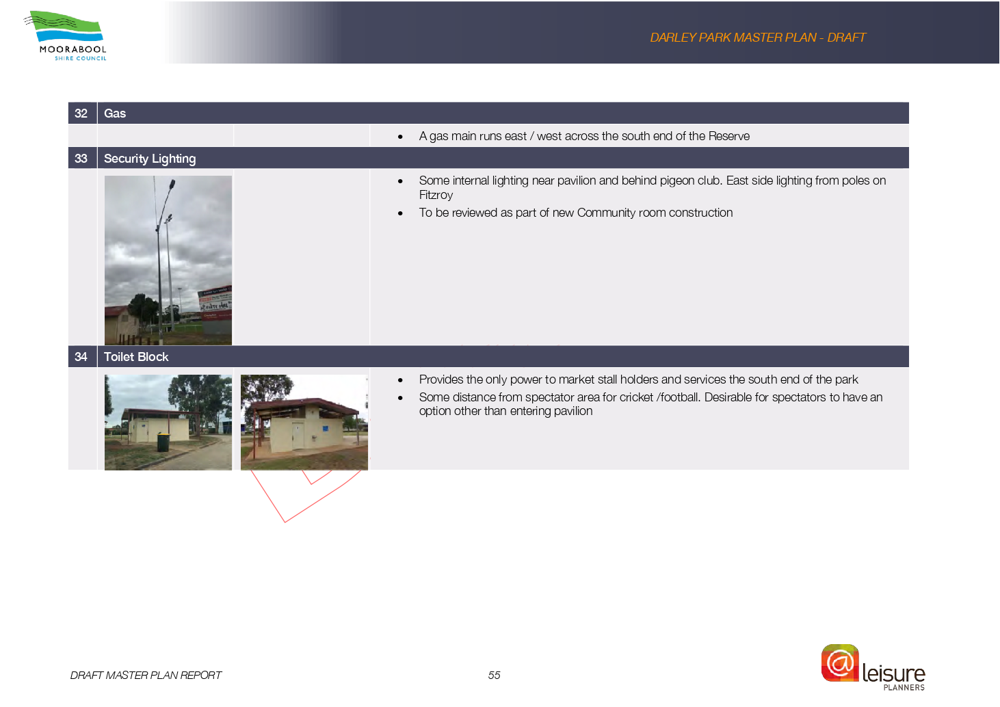 MOORABOOL
SHIRE COUNCIL
DARLEY PARK MASTER PLAN - DRAFT
32 Gas
• A gas main runs east / west across the south end of the Reserve
33 Security Lighting
• Some internal lighting near pavilion and behind pigeon club. East side lighting from poles on
Fitzroy
• To be reviewed as part of new Community room construction
34 Toilet Block
• Provides the only power to market stall holders and services the south end of the park
• Some distance from spectator area for cricket /football. Desirable for spectators to have an
option other than entering pavilion
DRAFT MASTER PLAN REPORT
55
@leisure
PLANNERS